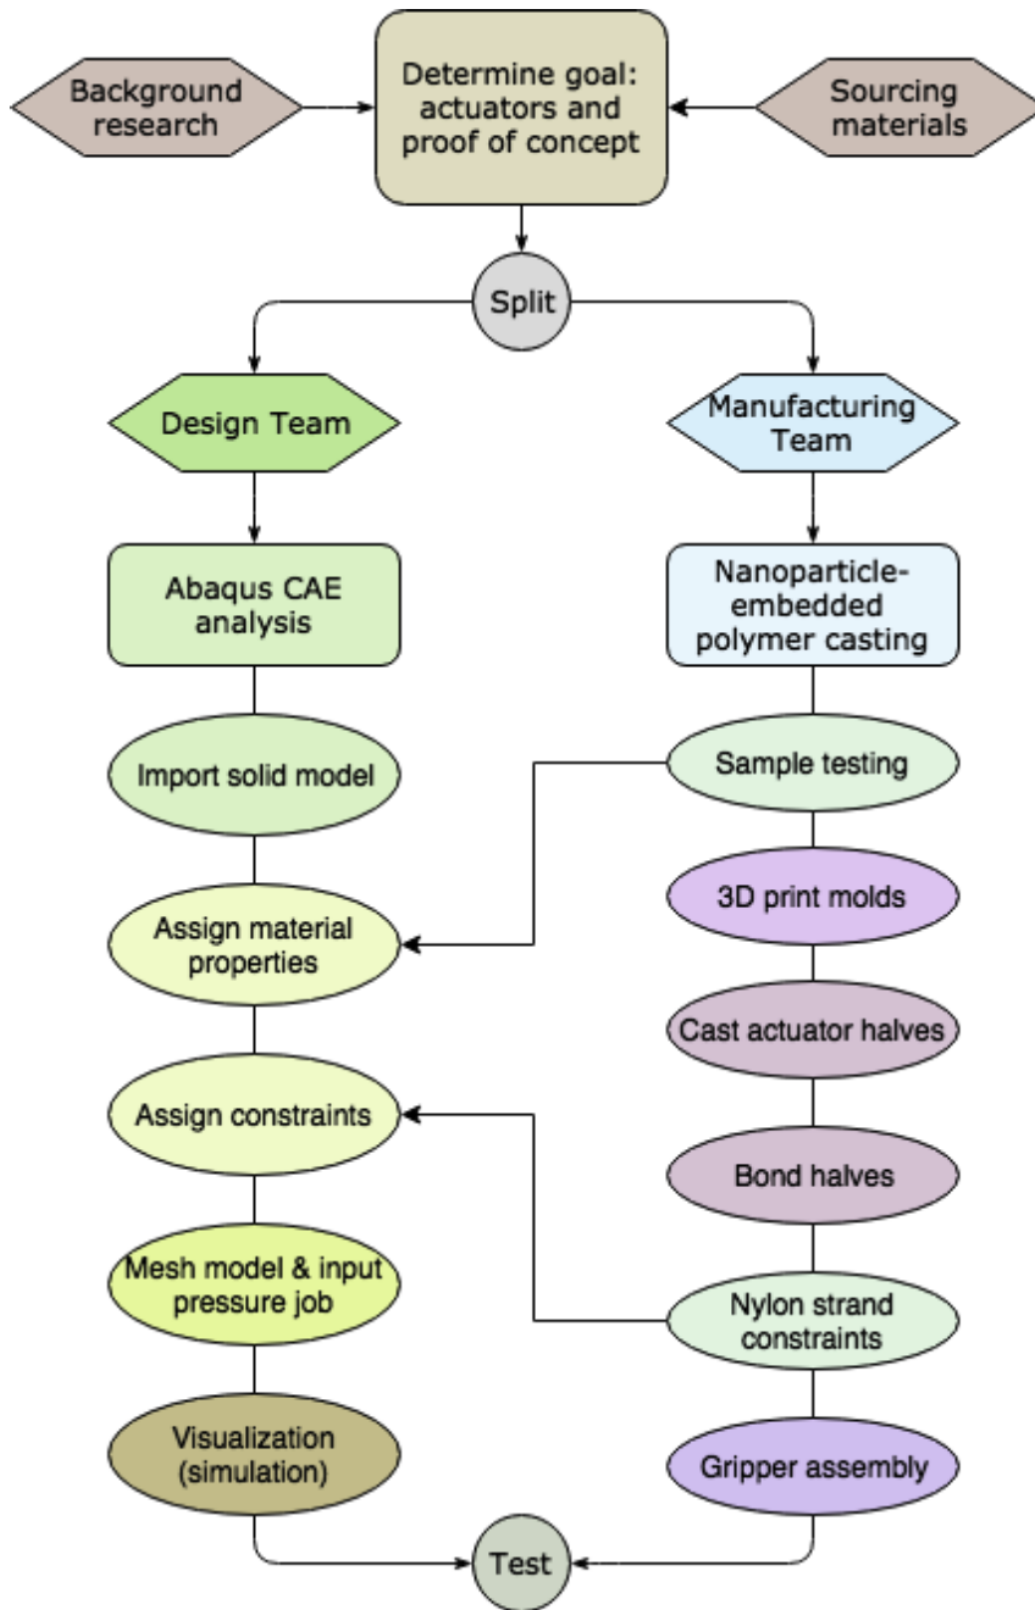 Background
research
Determine goal:
actuators and
proof of concept
Sourcing
materials
Split
Design Team
Manufacturing
Team
Abaqus CAE
analysis
Nanoparticle-
embedded
polymer casting
Import solid model
Sample testing
Assign material
properties
3D print molds
Cast actuator halves
Assign constraints
Bond halves
Mesh model & input
pressure job
Nylon strand
constraints
Visualization
(simulation)
Gripper assembly
Test